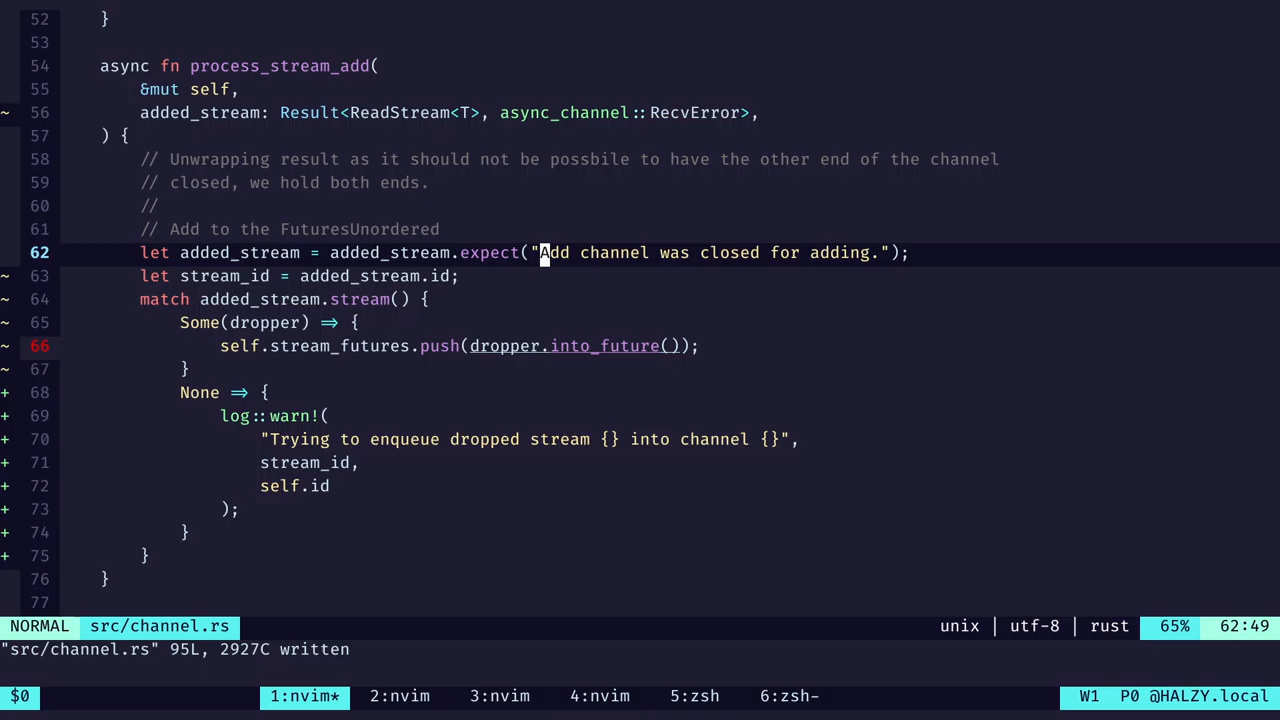 52 }
53
54 async fn process_stream_add(
55 &mut self,
~ 56 added_stream: Result<ReadStream<T>, async_channel::RecvError>,
57 ) {
58 // Unwrapping result as it should not be possbile to have the other end of the channel
59 // closed, we hold both ends.
60 //
61 // Add to the FuturesUnordered
62 let added_stream = added_stream.expect("Add channel was closed for adding.");
~ 63 let stream_id = added_stream.id;
~ 64 match added_stream.stream() {
~ 65 Some(dropper) => {
~ 66 self.stream_futures.push(dropper.into_future());
~ 67 }
+ 68 None => {
+ 69 log::warn!(
+ 70 "Trying to enqueue dropped stream {} into channel {}",
+ 71 stream_id,
+ 72 self.id
+ 73 );
+ 74 }
+ 75 }
76 }
77
NORMAL src/channel.rs unix | utf-8 | rust 65% 62:49
"src/channel.rs" 95L, 2927C written
$0 1:nvim* 2:nvim 3:nvim 4:nvim 5:zsh 6:zsh- W1 P0 @HALZY.local